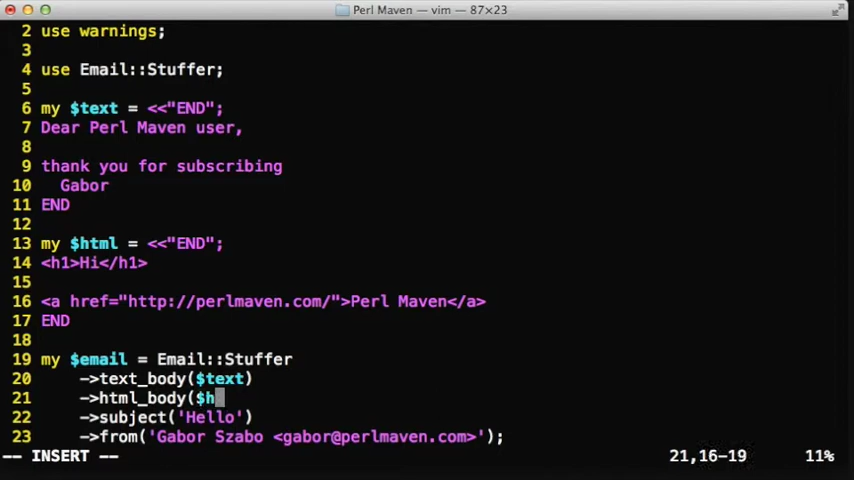 Perl Maven — vim — 87×23
2 use warnings;
3
4 use Email::Stuffer;
5
6 my $text = <<"END";
7 Dear Perl Maven user,
8
9 thank you for subscribing
10   Gabor
11 END
12
13 my $html = <<"END";
14 <h1>Hi</h1>
15
16 <a href="http://perlmaven.com/">Perl Maven</a>
17 END
18
19 my $email = Email::Stuffer
20     ->text_body($text)
21     ->html_body($h
22     ->subject('Hello')
23     ->from('Gabor Szabo <gabor@perlmaven.com>');
-- INSERT -- 21,16-19 11%